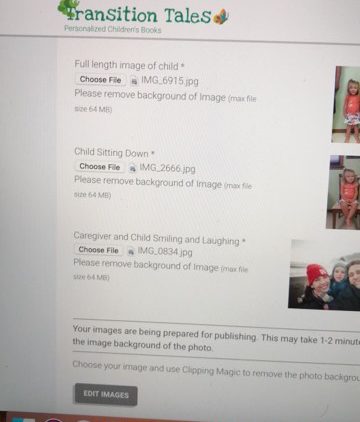 Transition Tales
Personalized Children's Books
Full length image of child *
Choose File IMG_6915.jpg
Please remove background of Image (max file
size 64 MB)
Child Sitting Down *
Choose File IMG_2666.jpg
Please remove background of Image (max file
size 64 MB)
Caregiver and Child Smiling and Laughing *
Choose File IMG_0834.jpg
Please remove background of Image (max file
size 64 MB)
Your images are being prepared for publishing. This may take 1-2 minut
the image background of the photo.
Choose your image and use Clipping Magic to remove the photo backgrou
EDIT IMAGES